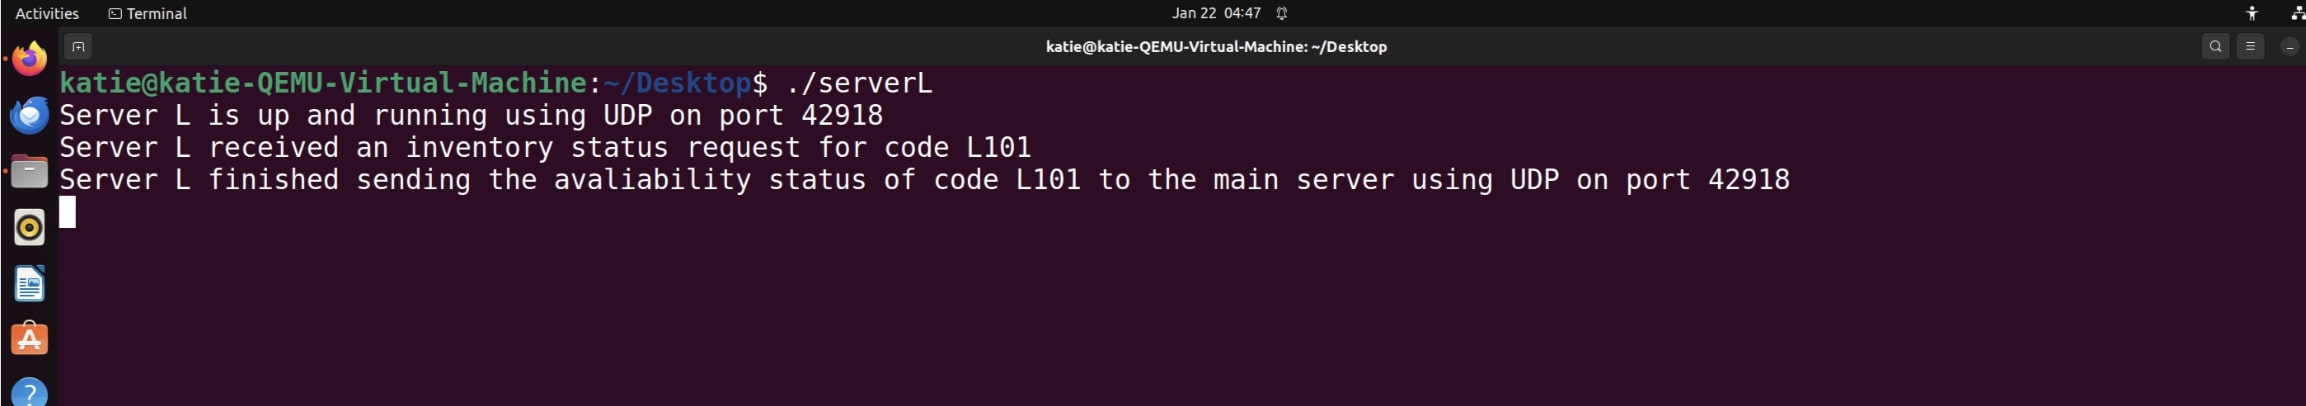 Activities Terminal Jan 22 04:47
katie@katie-QEMU-Virtual-Machine: ~/Desktop
katie@katie-QEMU-Virtual-Machine:~/Desktop$ ./serverL
Server L is up and running using UDP on port 42918
Server L received an inventory status request for code L101
Server L finished sending the avaliability status of code L101 to the main server using UDP on port 42918